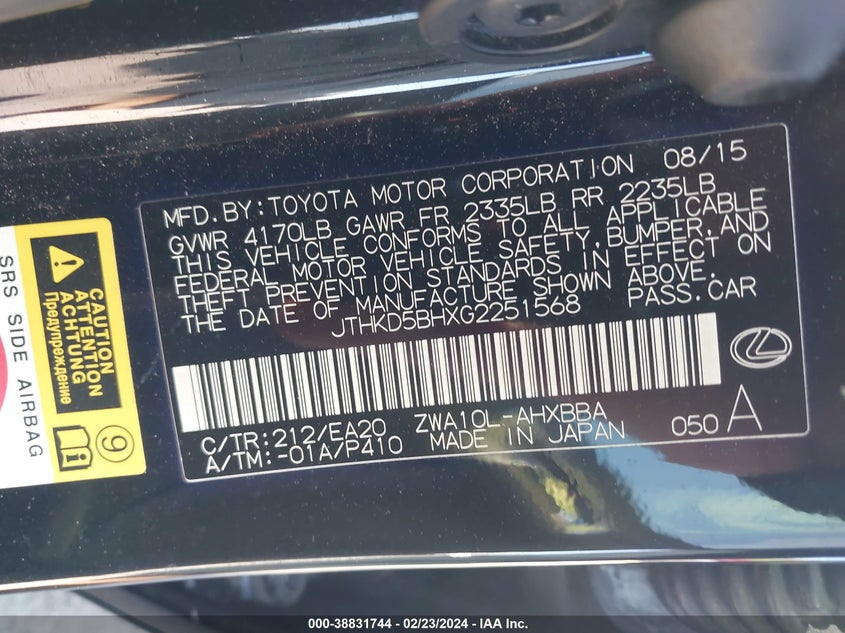 MFD.BY:TOYOTA MOTOR CORPORATION 08/15
GVWR 4170LB GAWR FR 2335LB RR 2235LB
THIS VEHICLE CONFORMS TO ALL APPLICABLE
FEDERAL MOTOR VEHICLE SAFETY,BUMPER,AND
THEFT PREVENTION STANDARDS IN EFFECT ON
THE DATE OF MANUFACTURE SHOWN ABOVE.
JTHKD5BHXG2251568 PASS.CAR
C/TR:212/EA20 ZWA10L-AHXBBA
A/TM:-01A/P410 MADE IN JAPAN 050 A
CAUTION
ATTENTION
ACHTUNG
Предупреждение
9
SRS SIDE AIRBAG
000-38831744 - 02/23/2024 - IAA Inc.